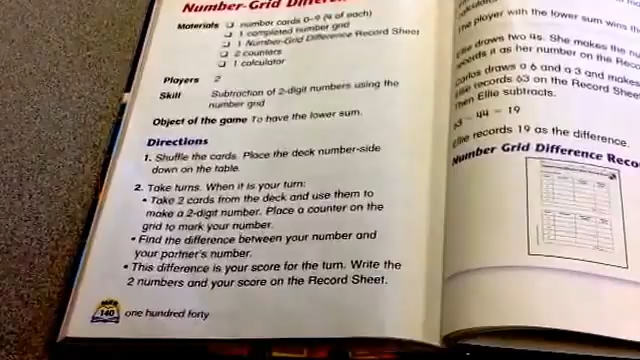 Number-Grid
Materials □ number cards 0–9 (4 of each)
□ 1 completed number grid
□ 1 Number-Grid Difference Record Sheet
□ 2 counters
□ 1 calculator
Players 2
Skill Subtraction of 2-digit numbers using the
number grid
Object of the game To have the lower sum.
Directions
1. Shuffle the cards. Place the deck number-side
down on the table.
2. Take turns. When it is your turn:
• Take 2 cards from the deck and use them to
make a 2-digit number. Place a counter on the
grid to mark your number.
• Find the difference between your number and
your partner's number.
• This difference is your score for the turn. Write the
2 numbers and your score on the Record Sheet.
140 one hundred forty
The player with the lower sum wins
Ellie draws two 4s. She makes the
records it as her number on the
Carlos draws a 6 and a 3 and makes
records 63 on the Record
Then Ellie subtracts.
63 – 44 = 19
Ellie records 19 as the difference.
Number Grid Difference